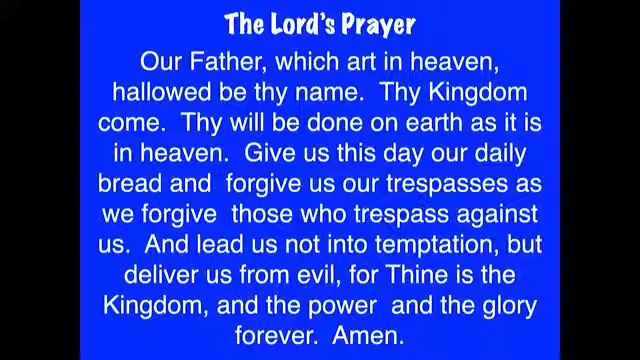 The Lord's Prayer
Our Father, which art in heaven,
hallowed be thy name.  Thy Kingdom
come.  Thy will be done on earth as it is
in heaven.  Give us this day our daily
bread and  forgive us our trespasses as
we forgive  those who trespass against
us.  And lead us not into temptation, but
deliver us from evil, for Thine is the
Kingdom, and the power  and the glory
forever.  Amen.